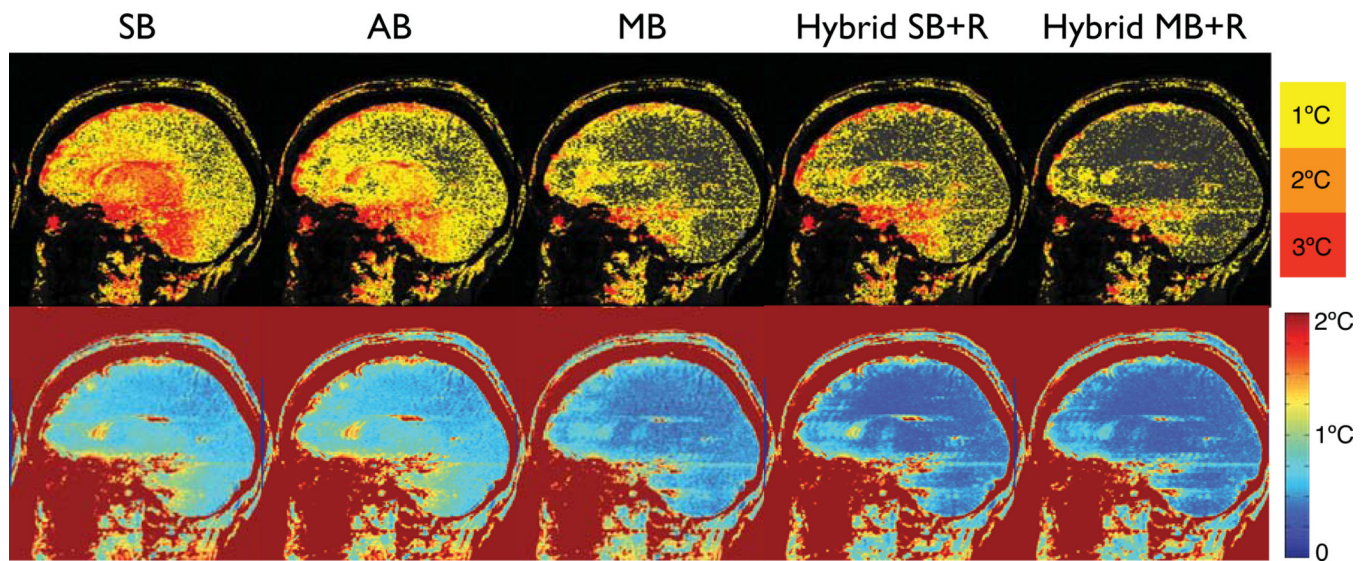 SB AB MB Hybrid SB+R Hybrid MB+R
1ºC
2ºC
3ºC
2ºC
1ºC
0